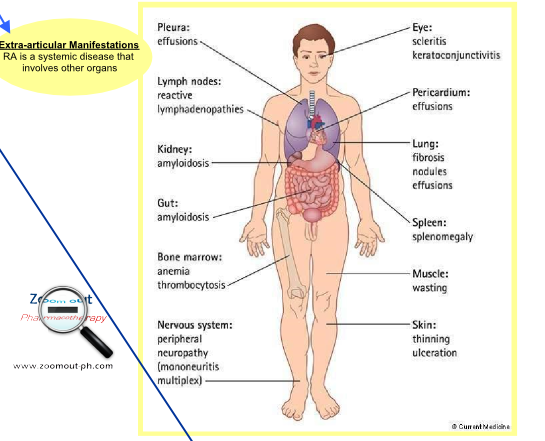 Extra-articular Manifestations
RA is a systemic disease that
involves other organs
Pleura:
effusions
Lymph nodes:
reactive
lymphadenopathies
Kidney:
amyloidosis
Gut:
amyloidosis
Bone marrow:
anemia
thrombocytosis
Nervous system:
peripheral
neuropathy
(mononeuritis
multiplex)
Eye:
scleritis
keratoconjunctivitis
Pericardium:
effusions
Lung:
fibrosis
nodules
effusions
Spleen:
splenomegaly
Muscle:
wasting
Skin:
thinning
ulceration
Zoom out
Pharmacotherapy
www.zoomout-ph.com
© Current Medicine